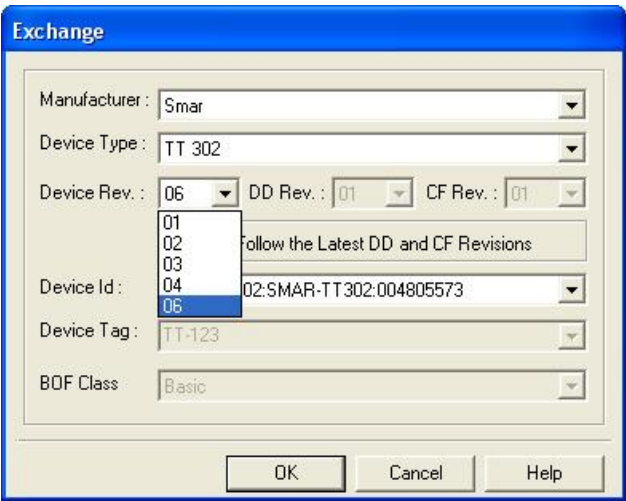 Exchange
Manufacturer : Smar
Device Type : TT 302
Device Rev. : 06 DD Rev. : 01 CF Rev. : 01
01
02
03
04
06
Follow the Latest DD and CF Revisions
Device Id : 02:SMAR-TT302:004805573
Device Tag : TT-123
BOF Class Basic
OK Cancel Help